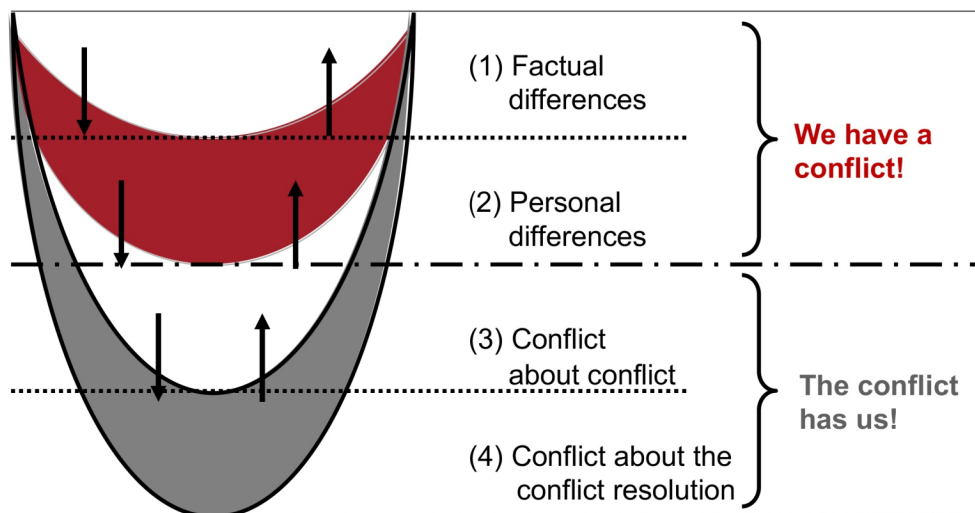 (1) Factual
differences
We have a
conflict!
(2) Personal
differences
(3) Conflict
about conflict
The conflict
has us!
(4) Conflict about the
conflict resolution